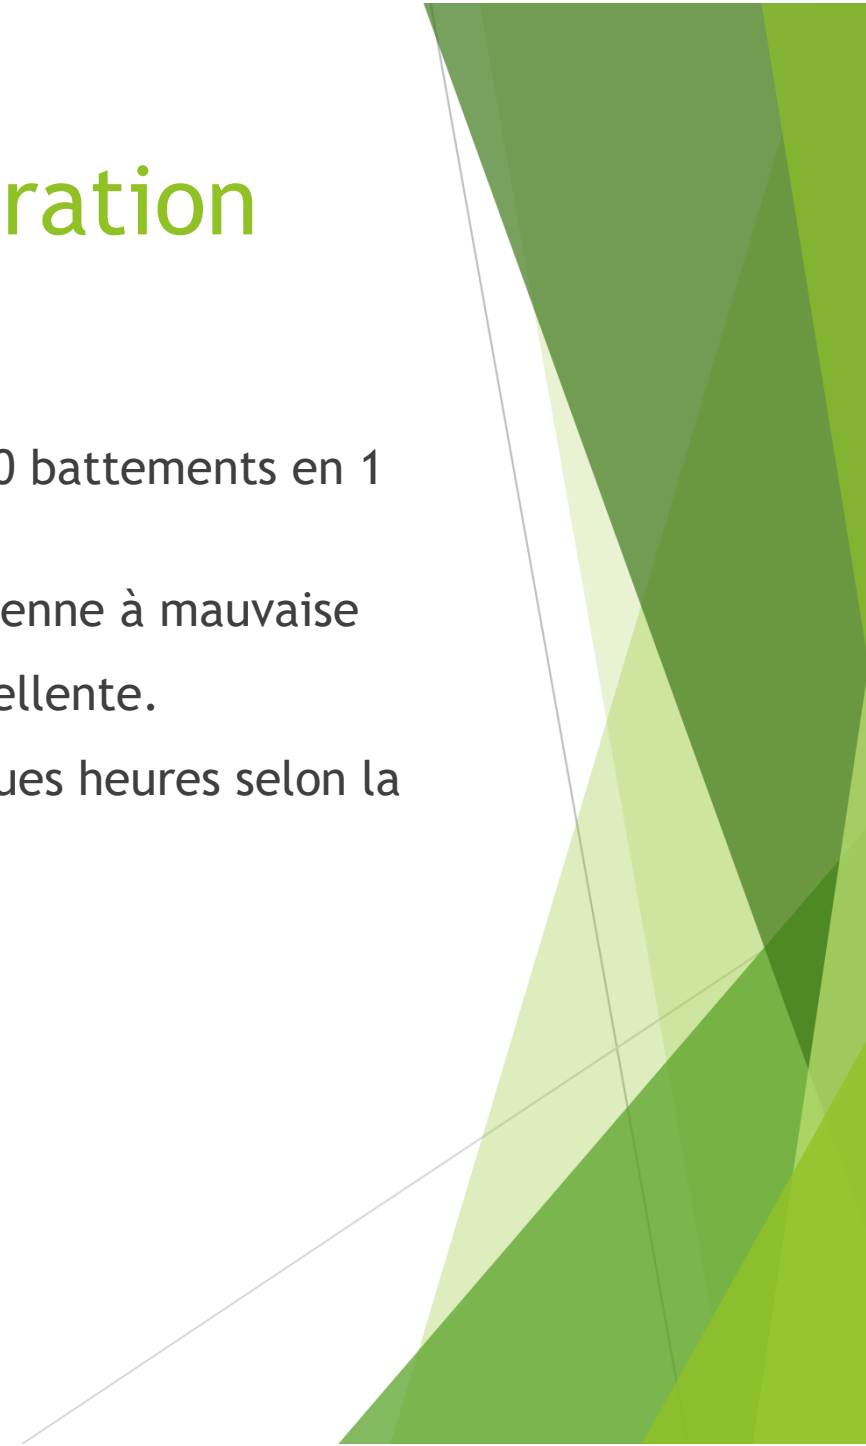 ration
0 battements en 1
enne à mauvaise
ellente.
ues heures selon la